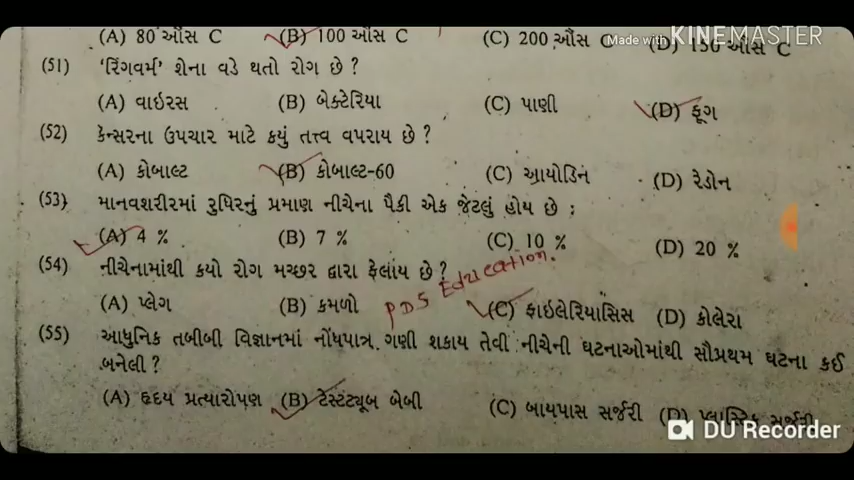 (A) 80 ઔંસ C (B) 100 ઔંસ C (C) 200 ઔંસ C (D) 150 ઔંસ C
Made with KINEMASTER
(51) 'રિંગવર્મ' શેના વડે થતો રોગ છે ?
(A) વાઇરસ (B) બેક્ટેરિયા (C) પાણી (D) ફૂગ
(52) કેન્સરના ઉપચાર માટે કયું તત્ત્વ વપરાય છે ?
(A) કોબાલ્ટ (B) કોબાલ્ટ-60 (C) આયોડિન (D) રેડોન
(53) માનવશરીરમાં રુધિરનું પ્રમાણ નીચેના પૈકી એક જેટલું હોય છે :
(A) 4 % (B) 7 % (C) 10 % (D) 20 %
(54) નીચેનામાંથી કયો રોગ મચ્છર દ્વારા ફેલાય છે ?
(A) પ્લેગ (B) કમળો (C) ફાઇલેરિયાસિસ (D) કોલેરા
PDS Education.
(55) આધુનિક તબીબી વિજ્ઞાનમાં નોંધપાત્ર ગણી શકાય તેવી નીચેની ઘટનાઓમાંથી સૌપ્રથમ ઘટના કઈ
બનેલી ?
(A) હૃદય પ્રત્યારોપણ (B) ટેસ્ટટ્યૂબ બેબી (C) બાયપાસ સર્જરી (D) પ્લાસ્ટિક સર્જરી
DU Recorder